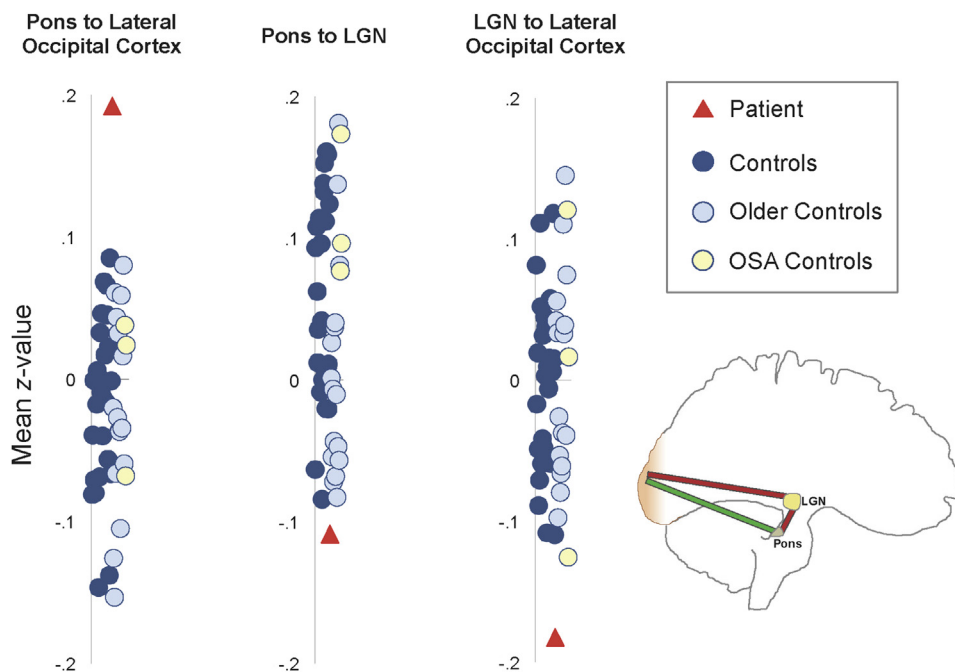 Pons to Lateral
Occipital Cortex
Pons to LGN
LGN to Lateral
Occipital Cortex
Mean z-value
.2
.1
0
-.1
-.2
.2
.1
0
-.1
-.2
.2
.1
0
-.1
-.2
Patient
Controls
Older Controls
OSA Controls
LGN
Pons